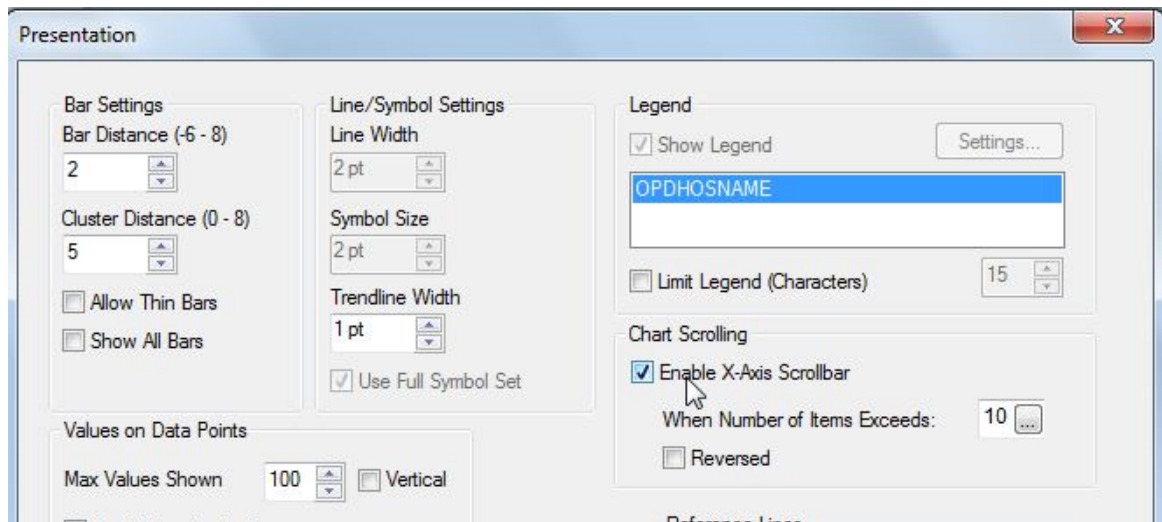 Presentation
Bar Settings
Bar Distance (-6 - 8)
2
Cluster Distance (0 - 8)
5
Allow Thin Bars
Show All Bars
Line/Symbol Settings
Line Width
2 pt
Symbol Size
2 pt
Trendline Width
1 pt
Use Full Symbol Set
Legend
Show Legend
Settings...
OPDHOSNAME
Limit Legend (Characters)
15
Chart Scrolling
Enable X-Axis Scrollbar
When Number of Items Exceeds:
10 ...
Reversed
Values on Data Points
Max Values Shown
100
Vertical
Reference Lines